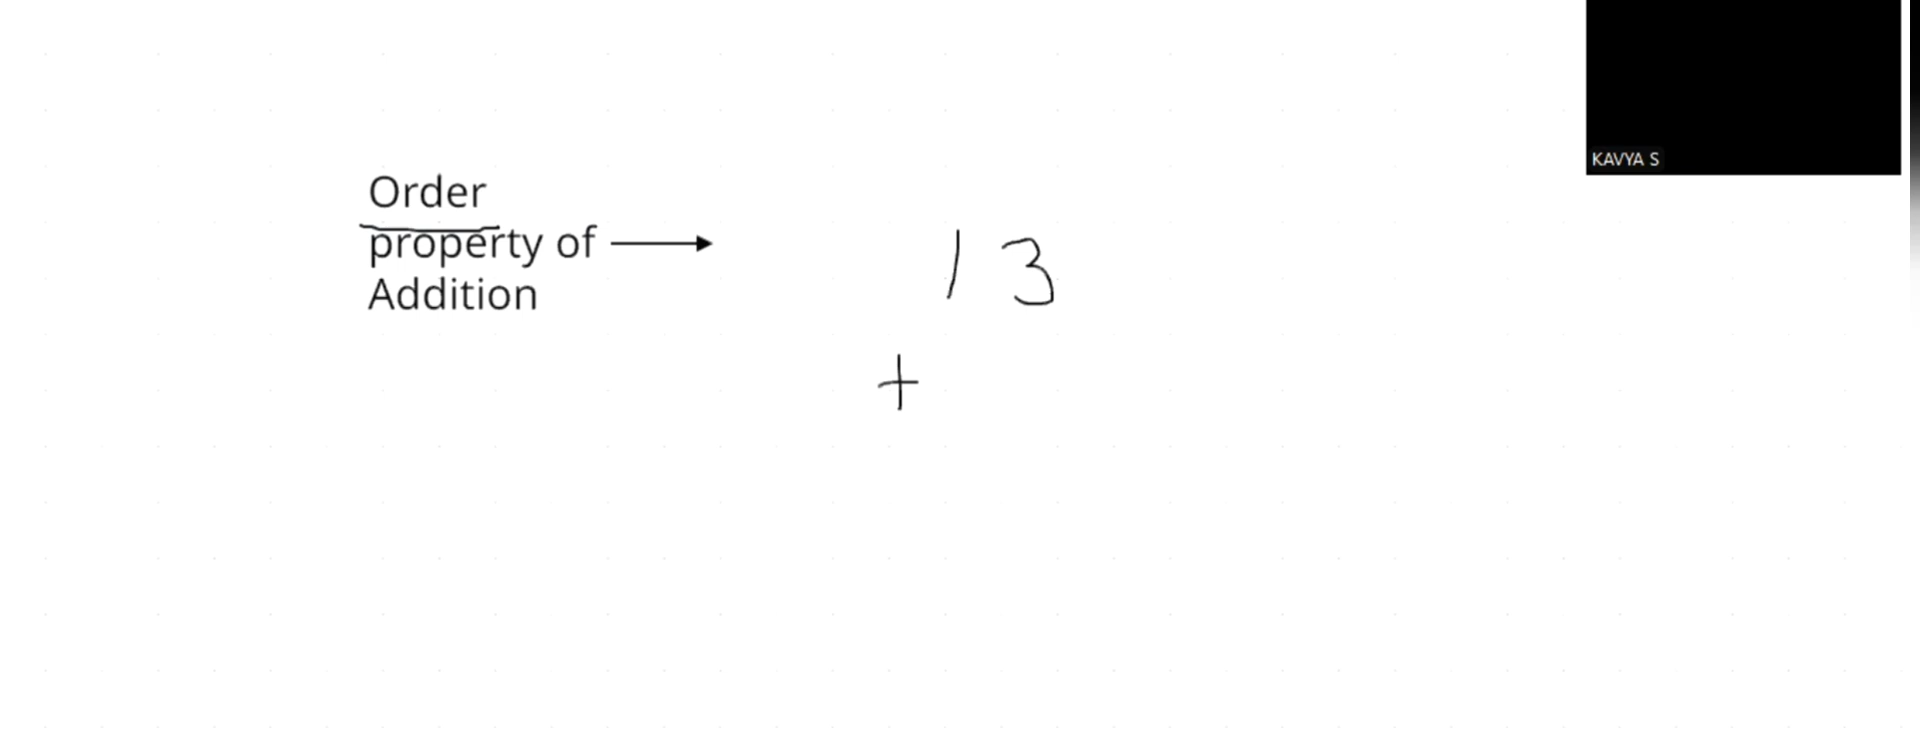 Order
property of
Addition
13
+
KAVYA S